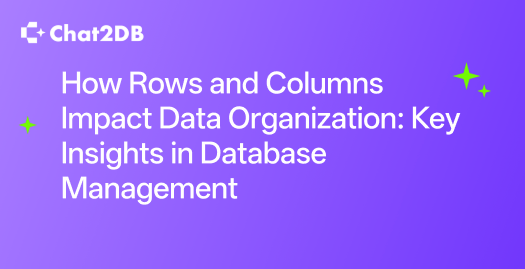 Chat2DB
How Rows and Columns
Impact Data Organization: Key
Insights in Database
Management